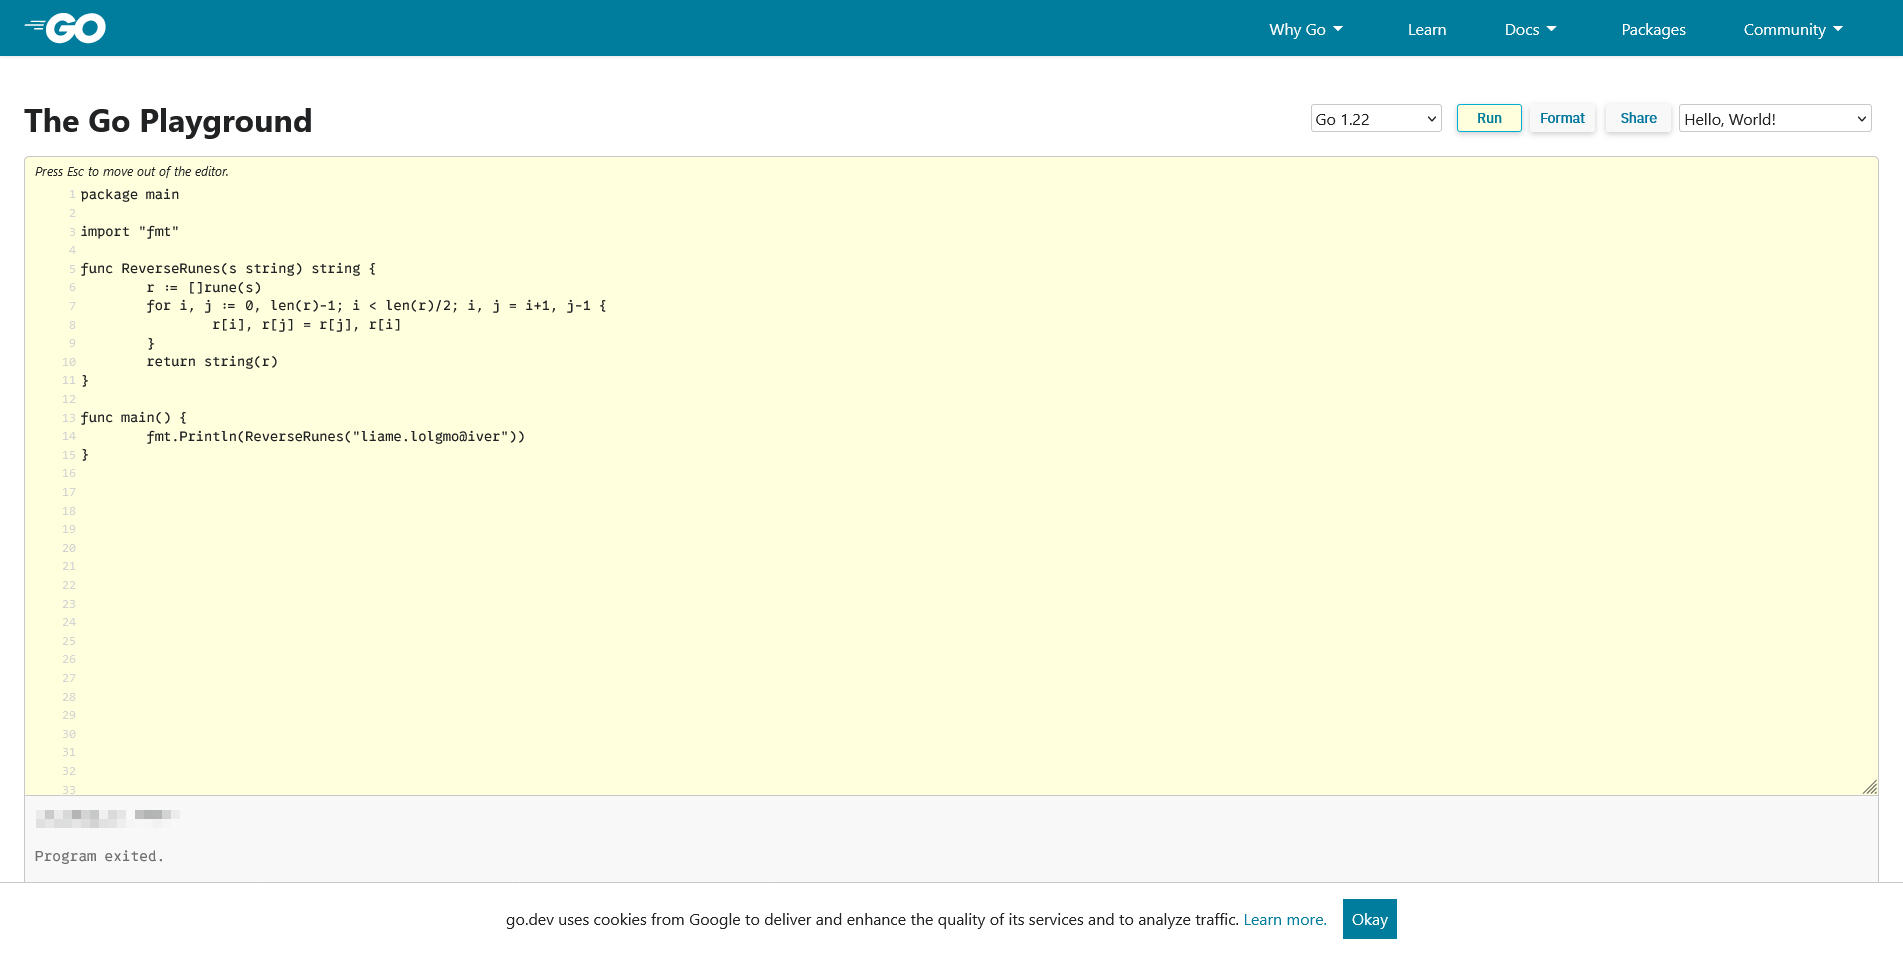 GO
Why Go
Learn
Docs
Packages
Community
The Go Playground
Go 1.22
Run
Format
Share
Hello, World!
Press Esc to move out of the editor.
1 package main
2
3 import "fmt"
4
5 func ReverseRunes(s string) string {
6 r := []rune(s)
7 for i, j := 0, len(r)-1; i < len(r)/2; i, j = i+1, j-1 {
8 r[i], r[j] = r[j], r[i]
9 }
10 return string(r)
11 }
12
13 func main() {
14 fmt.Println(ReverseRunes("liame.lolgmo@iver"))
15 }
16
17
18
19
20
21
22
23
24
25
26
27
28
29
30
31
32
33
Program exited.
go.dev uses cookies from Google to deliver and enhance the quality of its services and to analyze traffic. Learn more.
Okay